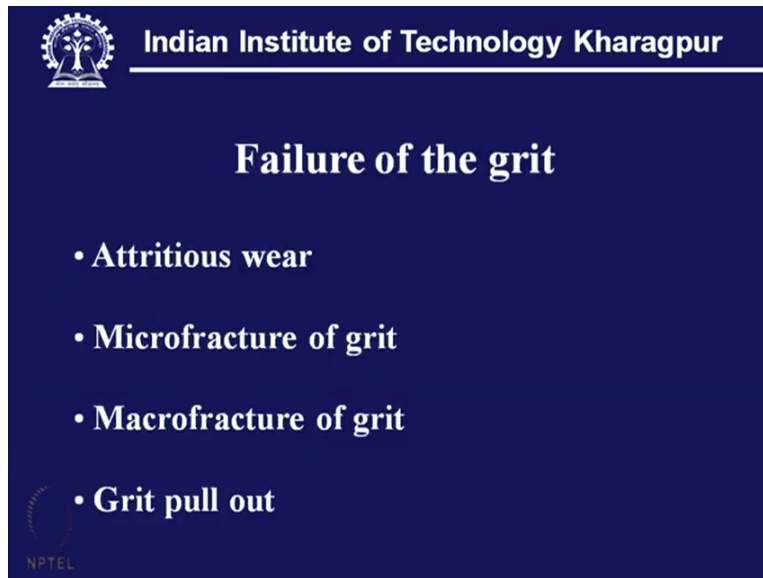 Indian Institute of Technology Kharagpur
Failure of the grit
• Attritious wear
• Microfracture of grit
• Macrofracture of grit
• Grit pull out
NPTEL